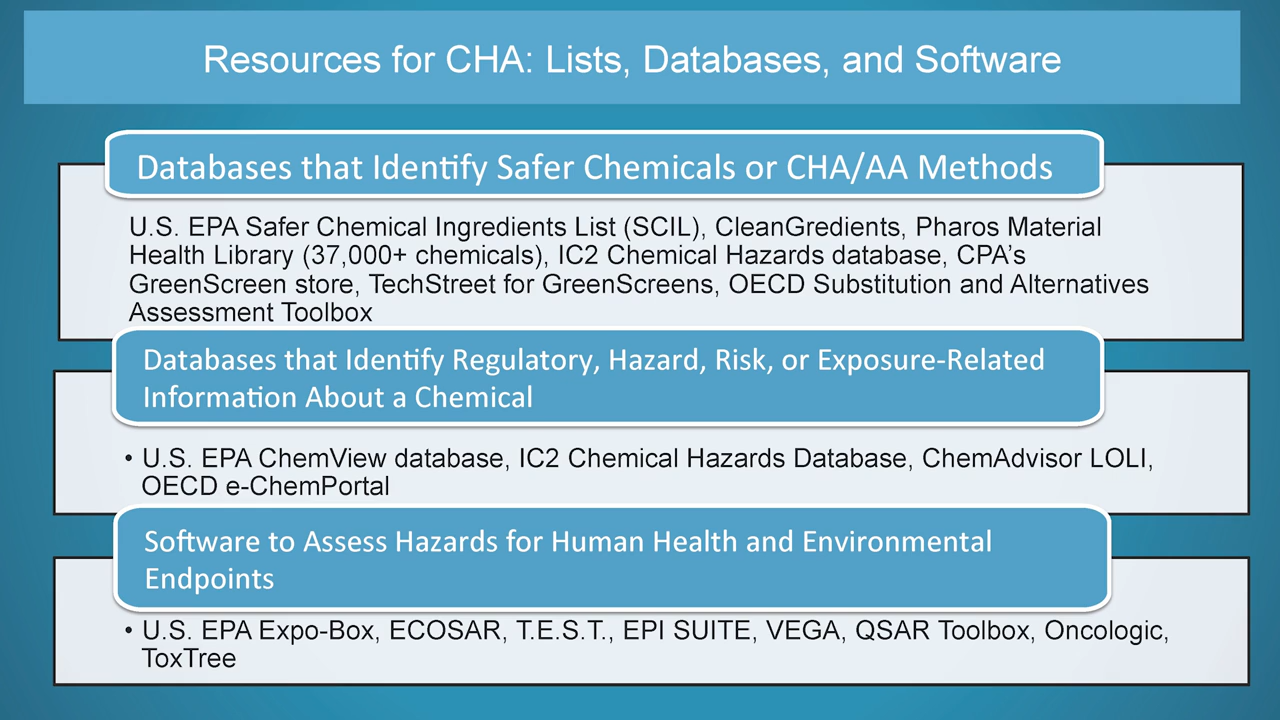 Resources for CHA: Lists, Databases, and Software
Databases that Identify Safer Chemicals or CHA/AA Methods
U.S. EPA Safer Chemical Ingredients List (SCIL), CleanGredients, Pharos Material
Health Library (37,000+ chemicals), IC2 Chemical Hazards database, CPA’s
GreenScreen store, TechStreet for GreenScreens, OECD Substitution and Alternatives
Assessment Toolbox
Databases that Identify Regulatory, Hazard, Risk, or Exposure-Related
Information About a Chemical
• U.S. EPA ChemView database, IC2 Chemical Hazards Database, ChemAdvisor LOLI,
OECD e-ChemPortal
Software to Assess Hazards for Human Health and Environmental
Endpoints
• U.S. EPA Expo-Box, ECOSAR, T.E.S.T., EPI SUITE, VEGA, QSAR Toolbox, Oncologic,
ToxTree